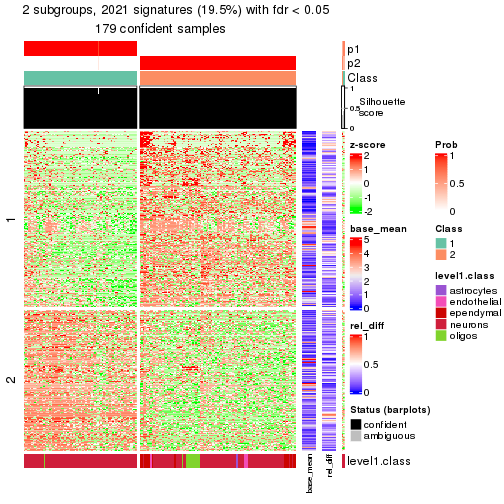 2 subgroups, 2021 signatures (19.5%) with fdr < 0.05
179 confident samples
p1
p2
Class
1
0.5
0
Silhouette
score
1
2
base_mean
rel_diff
level1.class
z-score
2
1
0
-1
-2
base_mean
5
4
3
2
1
0
rel_diff
1
0.5
0
Status (barplots)
confident
ambiguous
Prob
1
0.5
0
Class
1
2
level1.class
astrocytes
endothelial
ependymal
neurons
oligos